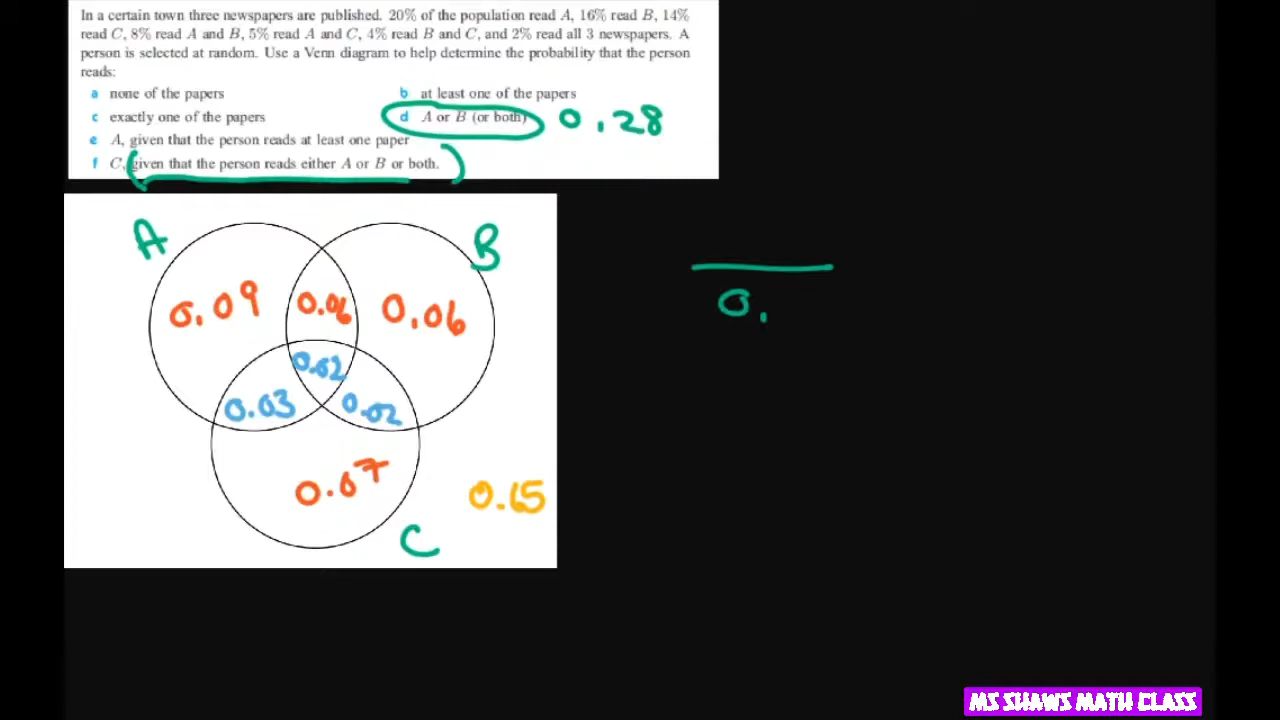 In a certain town three newspapers are published. 20% of the population read A, 16% read B, 14%
read C, 8% read A and B, 5% read A and C, 4% read B and C, and 2% read all 3 newspapers. A
person is selected at random. Use a Venn diagram to help determine the probability that the person
reads:
a none of the papers b at least one of the papers
c exactly one of the papers d A or B (or both) 0.28
e A, given that the person reads at least one paper
f C, given that the person reads either A or B or both.
A B
0.09 0.06 0.06
0.02
0.03 0.02
0.07 0.65
C
0.
MS SHAWS MATH CLASS